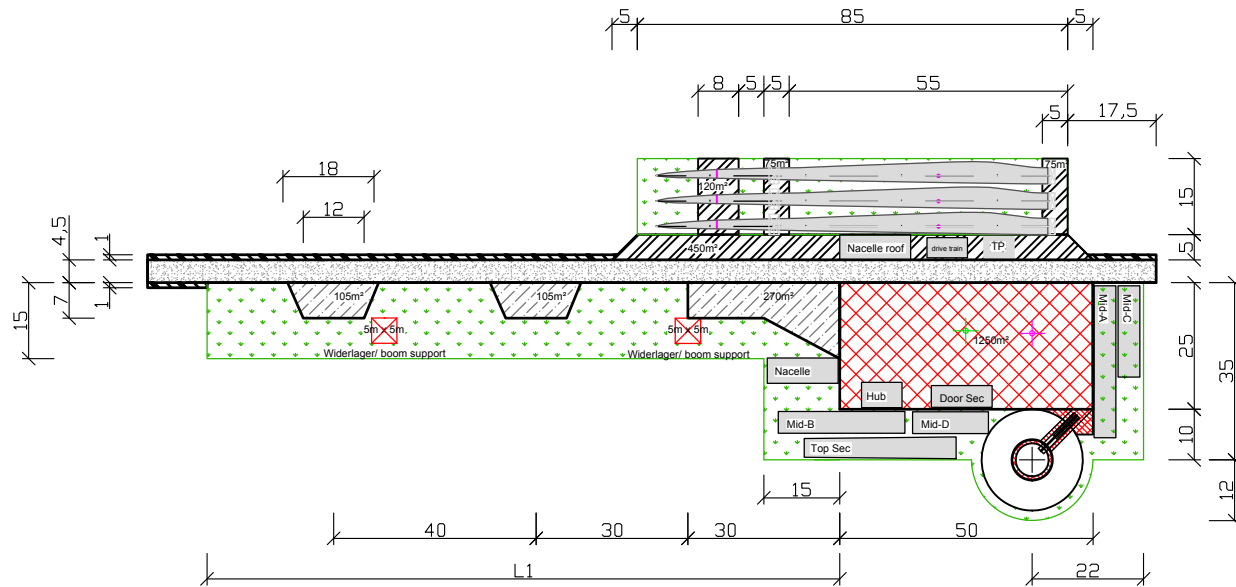 5
85
5
8
5
5
55
5
17,5
18
12
75m²
75m²
120m²
15
4,5
1
450m²
Nacelle roof
drive train
TP
5
7
1
15
105m²
105m²
270m²
1250m²
Mid-A
Mid-C
25
35
5m x 5m
5m x 5m
Widerlager/ boom support
Widerlager/ boom support
Nacelle
Hub
Door Sec
Mid-B
Mid-D
Top Sec
10
12
15
40
30
30
50
L1
22